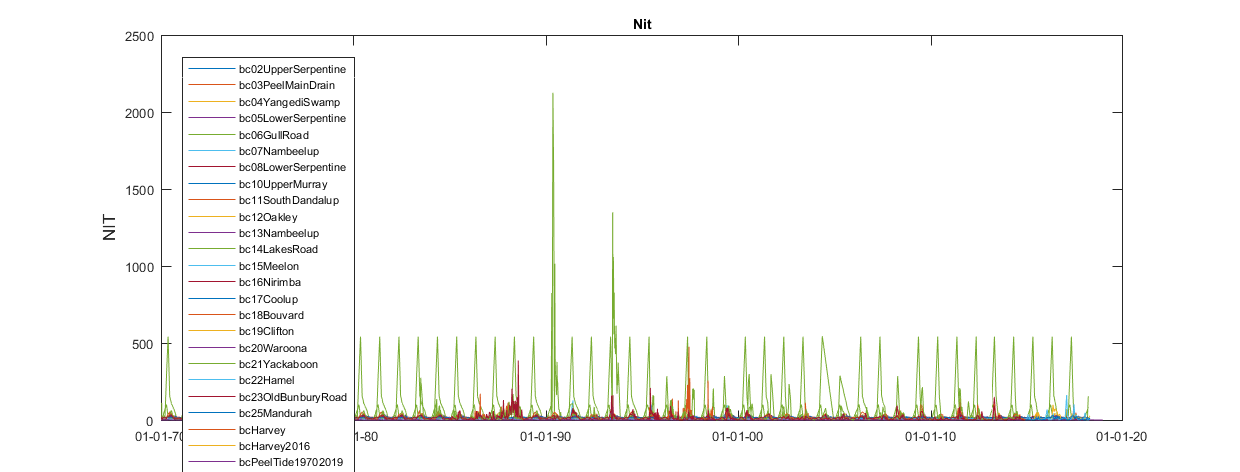 Nit
2500
2000
1500
1000
500
0
NIT
bc02UpperSerpentine
bc03PeelMainDrain
bc04YangediSwamp
bc05LowerSerpentine
bc06GullRoad
bc07Nambeelup
bc08LowerSerpentine
bc10UpperMurray
bc11SouthDandalup
bc12Oakley
bc13Nambeelup
bc14LakesRoad
bc15Meelon
bc16Nirimba
bc17Coolup
bc18Bouvard
bc19Clifton
bc20Waroona
bc21Yackaboon
bc22Hamel
bc23OldBunburyRoad
bc25Mandurah
bcHarvey
bcHarvey2016
bcPeelTide19702019
01-01-70 1-80 01-01-90 01-01-00 01-01-10 01-01-20